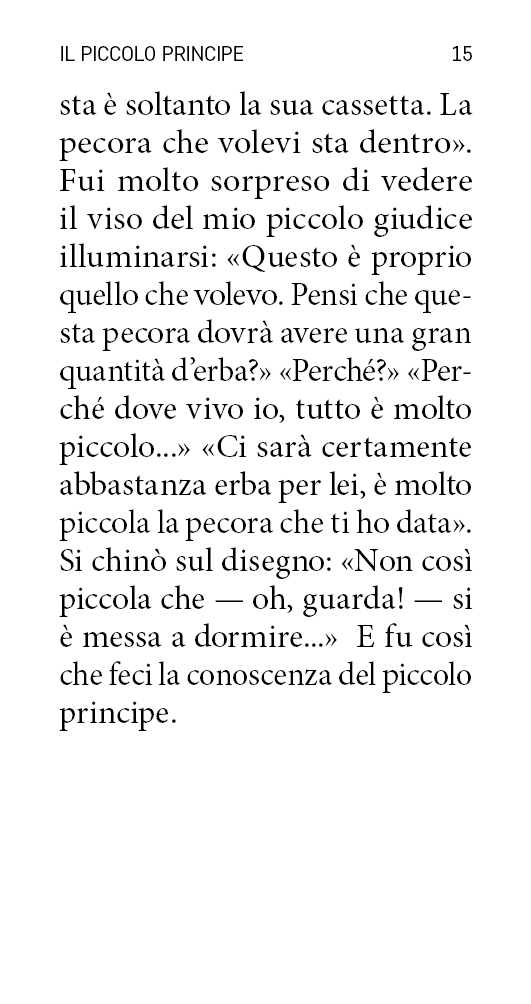 IL PICCOLO PRINCIPE 15
sta è soltanto la sua cassetta. La
pecora che volevi sta dentro».
Fui molto sorpreso di vedere
il viso del mio piccolo giudice
illuminarsi: «Questo è proprio
quello che volevo. Pensi che que-
sta pecora dovrà avere una gran
quantità d’erba?» «Perché?» «Per-
ché dove vivo io, tutto è molto
piccolo...» «Ci sarà certamente
abbastanza erba per lei, è molto
piccola la pecora che ti ho data».
Si chinò sul disegno: «Non così
piccola che — oh, guarda! — si
è messa a dormire...»  E fu così
che feci la conoscenza del piccolo
principe.